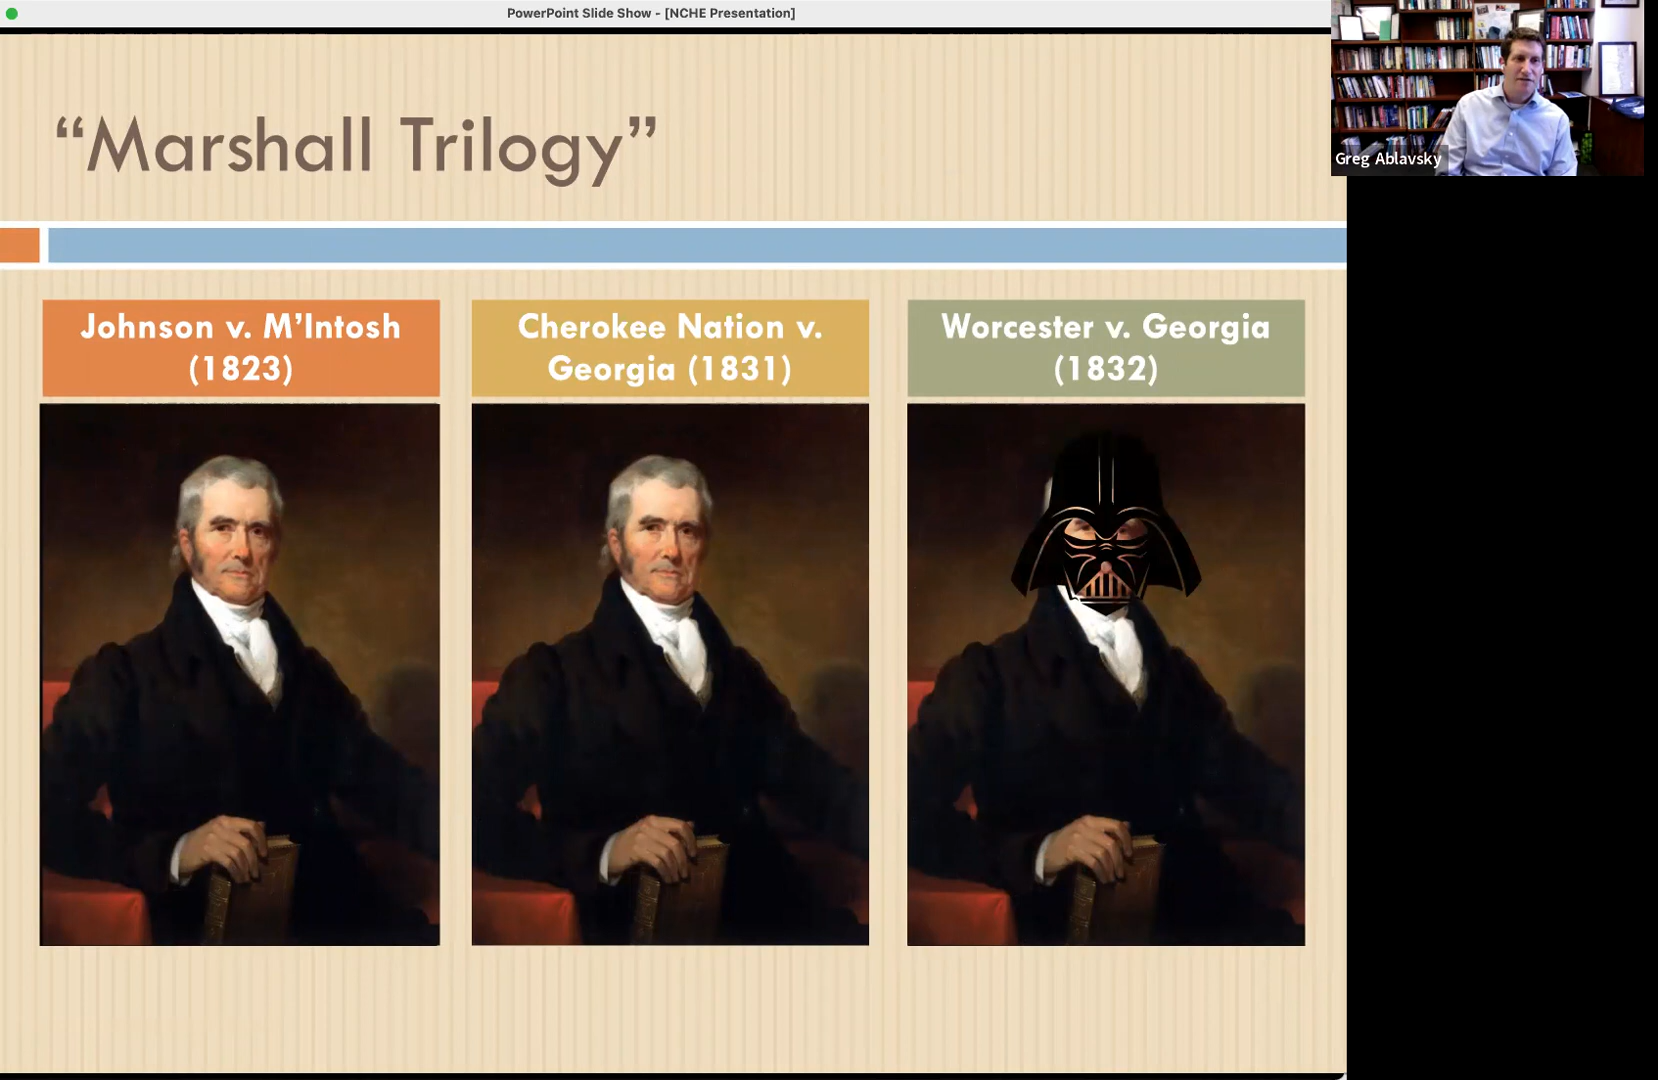 PowerPoint Slide Show - [NCHE Presentation]
“Marshall Trilogy”
Greg Ablavsky
Johnson v. M’Intosh
(1823)
Cherokee Nation v.
Georgia (1831)
Worcester v. Georgia
(1832)